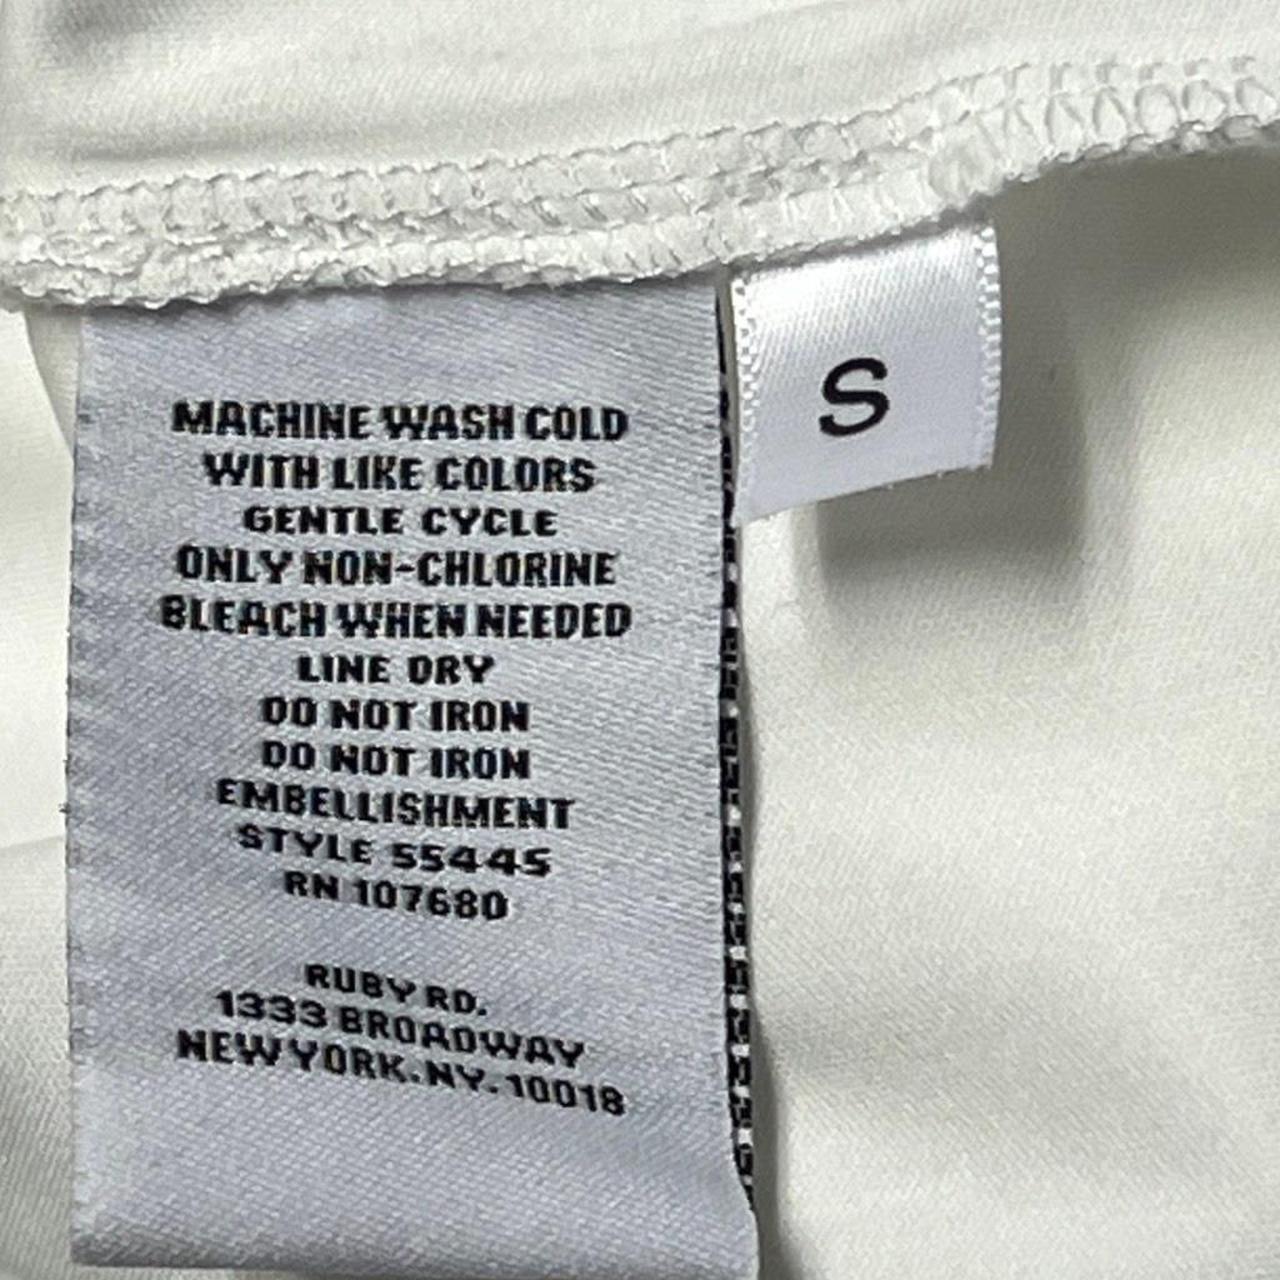 MACHINE WASH COLD
WITH LIKE COLORS
GENTLE CYCLE
ONLY NON-CHLORINE
BLEACH WHEN NEEDED
LINE DRY
DO NOT IRON
DO NOT IRON
EMBELLISHMENT
STYLE 55445
RN 107680
RUBY RD.
1333 BROADWAY
NEW YORK. NY. 10018
S